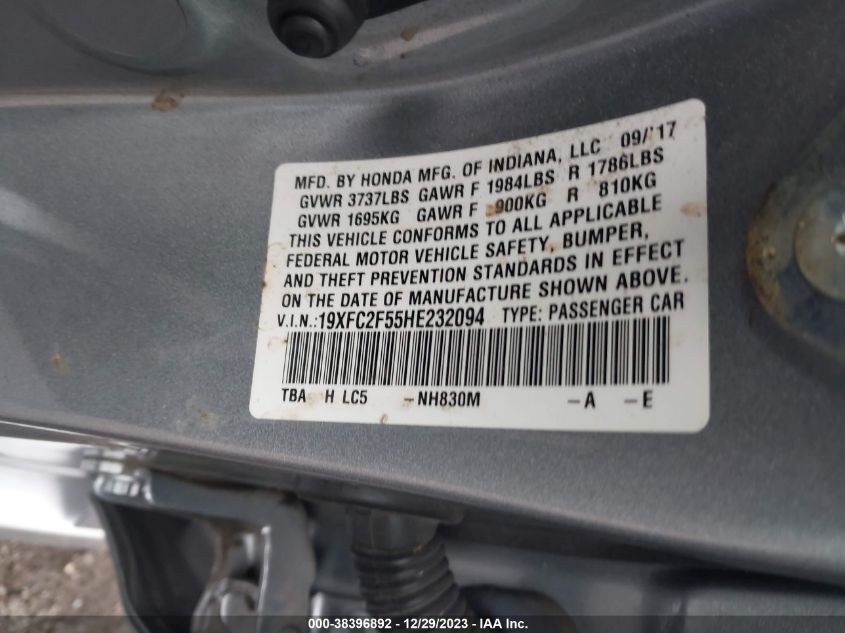 MFD. BY HONDA MFG. OF INDIANA, LLC 09/17
GVWR 3737LBS GAWR F 1984LBS R 1786LBS
GVWR 1695KG GAWR F 900KG R 810KG
THIS VEHICLE CONFORMS TO ALL APPLICABLE
FEDERAL MOTOR VEHICLE SAFETY, BUMPER,
AND THEFT PREVENTION STANDARDS IN EFFECT
ON THE DATE OF MANUFACTURE SHOWN ABOVE.
V.I.N.:19XFC2F55HE232094 TYPE: PASSENGER CAR
TBA H LC5 -NH830M -A -E
000-38396892 - 12/29/2023 - IAA Inc.